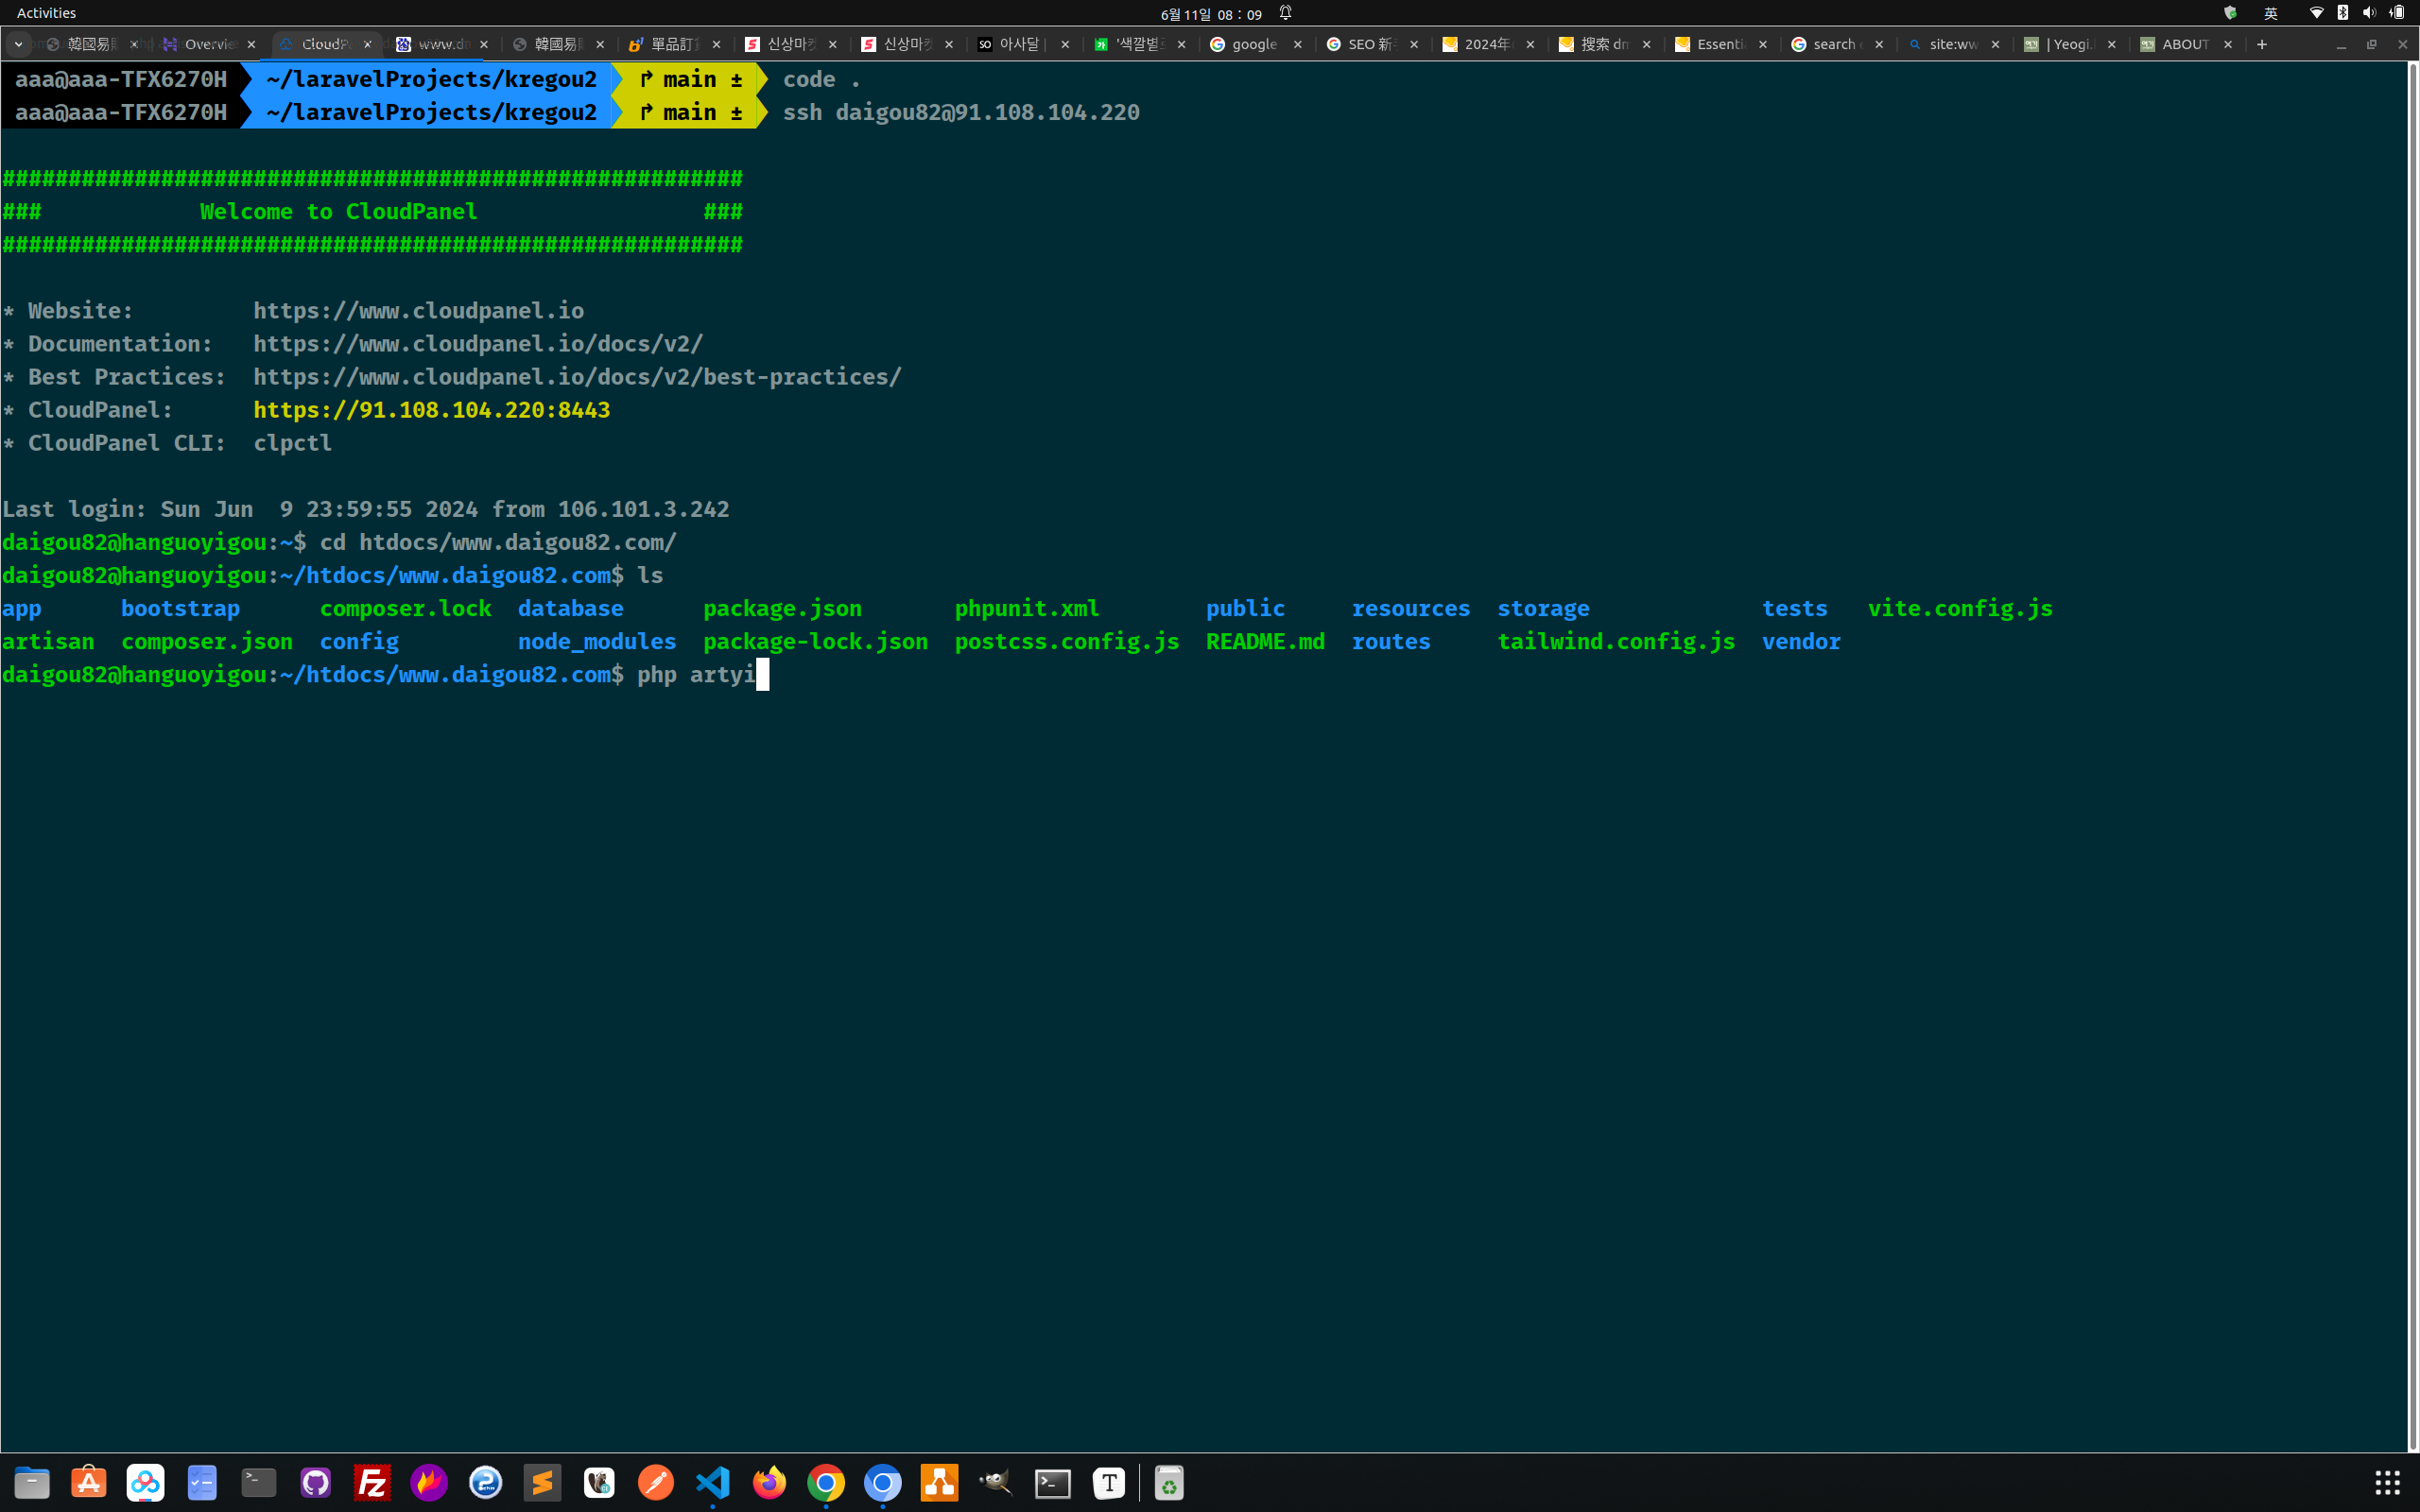 Activities
6월 11일 08：09
英
韓國易
Overvie
CloudP
www.d
韓國易
單品訂
신상마
신상마
아사달 |
'색깔별
google
SEO 新
2024年
搜索 dn
Essenti
search
site:ww
| Yeogi.
ABOUT
aaa@aaa-TFX6270H ~/laravelProjects/kregou2 ↱ main ± code .
aaa@aaa-TFX6270H ~/laravelProjects/kregou2 ↱ main ± ssh daigou82@91.108.104.220
########################################################
### Welcome to CloudPanel ###
########################################################
* Website: https://www.cloudpanel.io
* Documentation: https://www.cloudpanel.io/docs/v2/
* Best Practices: https://www.cloudpanel.io/docs/v2/best-practices/
* CloudPanel: https://91.108.104.220:8443
* CloudPanel CLI: clpctl
Last login: Sun Jun 9 23:59:55 2024 from 106.101.3.242
daigou82@hanguoyigou:~$ cd htdocs/www.daigou82.com/
daigou82@hanguoyigou:~/htdocs/www.daigou82.com$ ls
app bootstrap composer.lock database package.json phpunit.xml public resources storage tests vite.config.js
artisan composer.json config node_modules package-lock.json postcss.config.js README.md routes tailwind.config.js vendor
daigou82@hanguoyigou:~/htdocs/www.daigou82.com$ php artyi